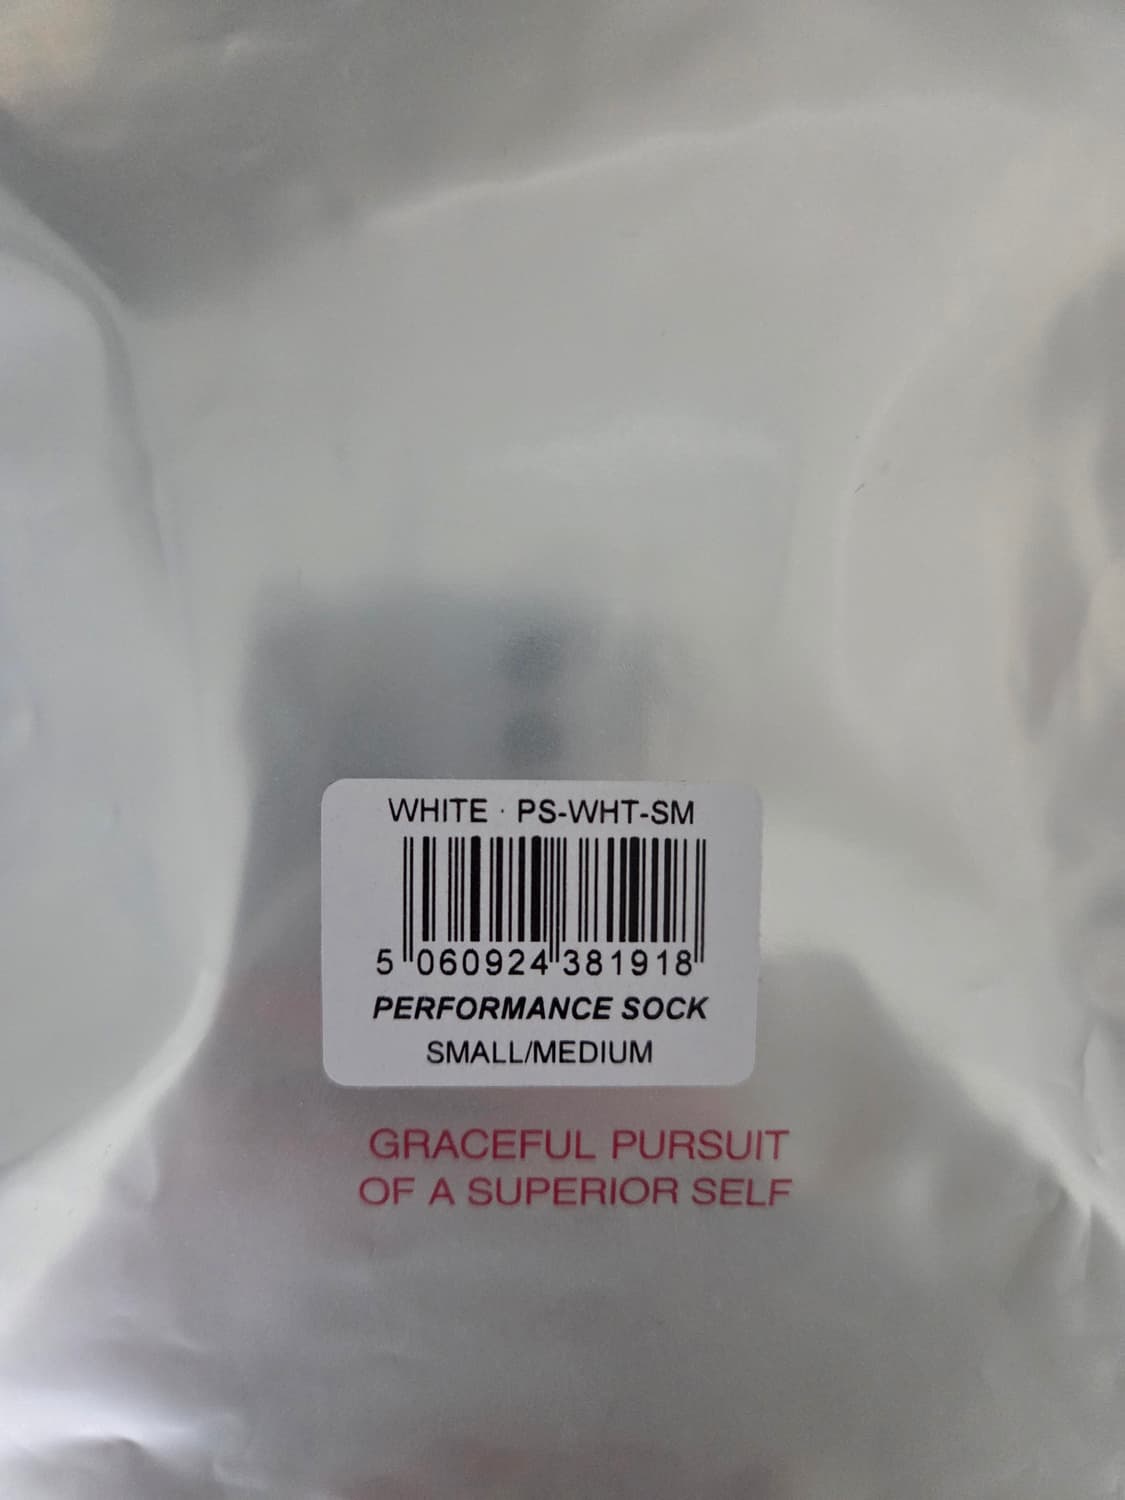 WHITE · PS-WHT-SM
5 060924 381918
PERFORMANCE SOCK
SMALL/MEDIUM
GRACEFUL PURSUIT
OF A SUPERIOR SELF